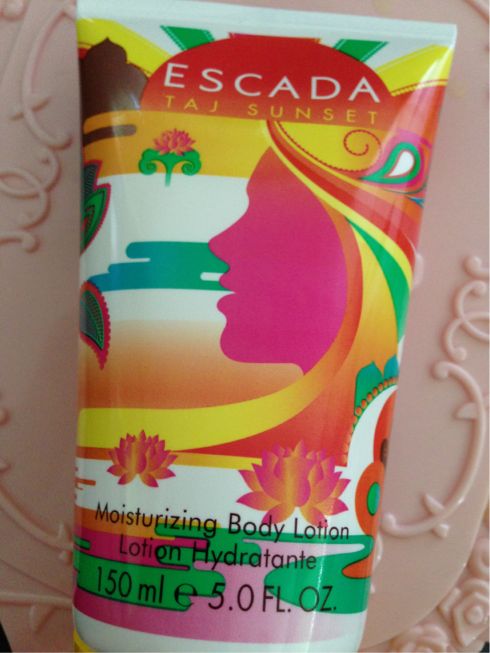 ESCADA
TAJ SUNSET
Moisturizing Body Lotion
Lotion Hydratante
150 ml e 5.0 FL. OZ.